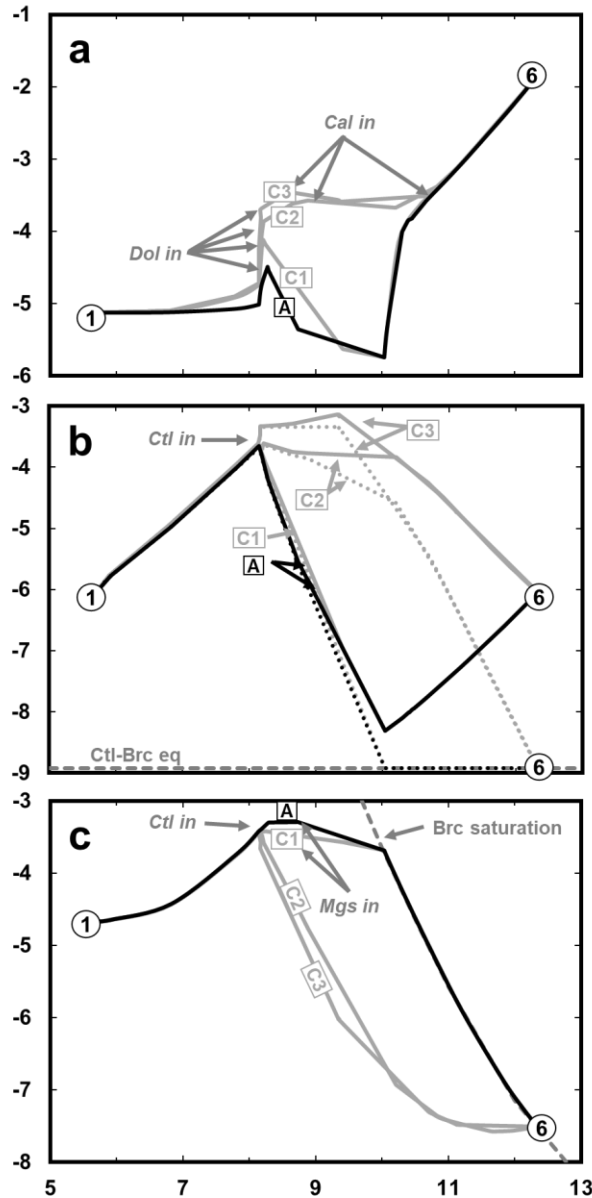 -1
a
6
-2
Cal in
-3
C3
C2
-4
Dol in
C1
A
-5
1
-6
-3
b
Ctl in
C3
-4
C2
-5
C1
A
-6
1
6
-7
-8
Ctl-Brc eq
6
-9
-3
A
c
Ctl in
C1
Brc saturation
-4
Mgs in
1
C2
-5
C3
-6
-7
6
-8
5 7 9 11 13